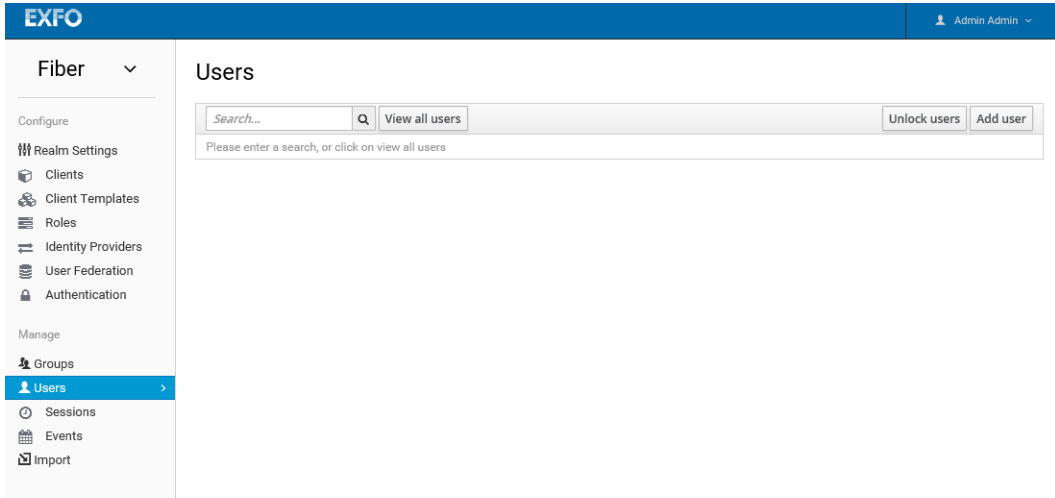 EXFO
Admin Admin
Fiber
Users
Configure
Search...
View all users
Unlock users
Add user
Please enter a search, or click on view all users
Realm Settings
Clients
Client Templates
Roles
Identity Providers
User Federation
Authentication
Manage
Groups
Users
Sessions
Events
Import